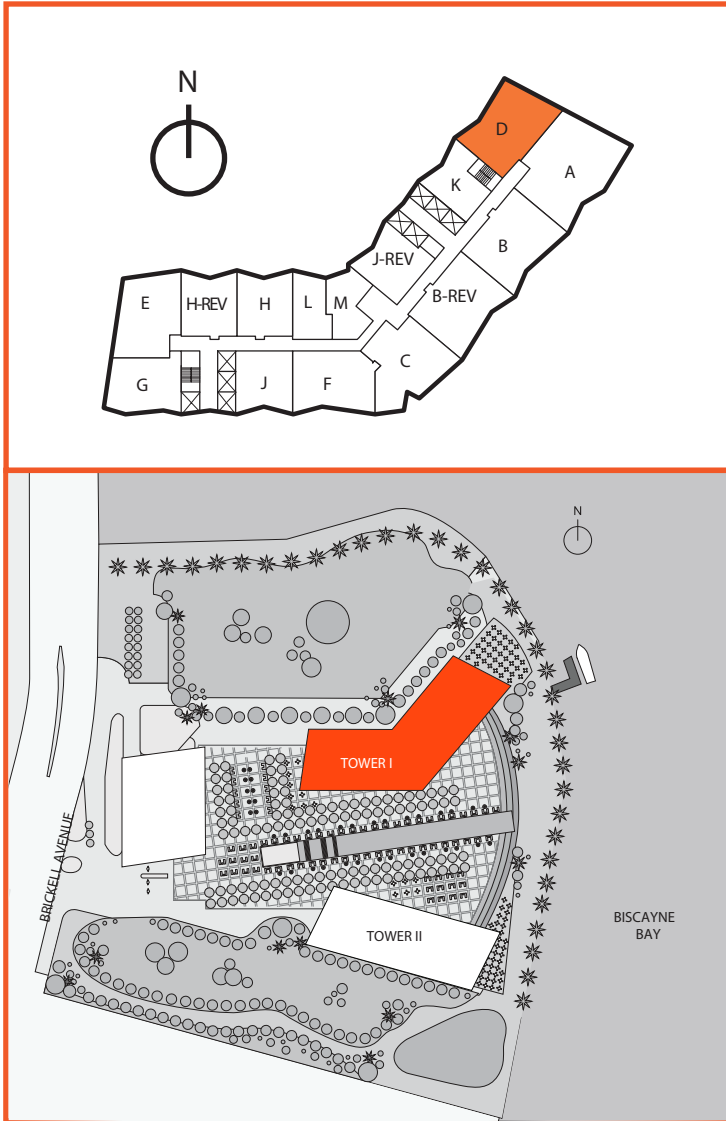 N
D
A
K
B
J-REV
B-REV
E
H-REV
H
L
M
C
G
J
F
N
TOWER I
BRICKELL AVENUE
TOWER II
BISCAYNE
BAY